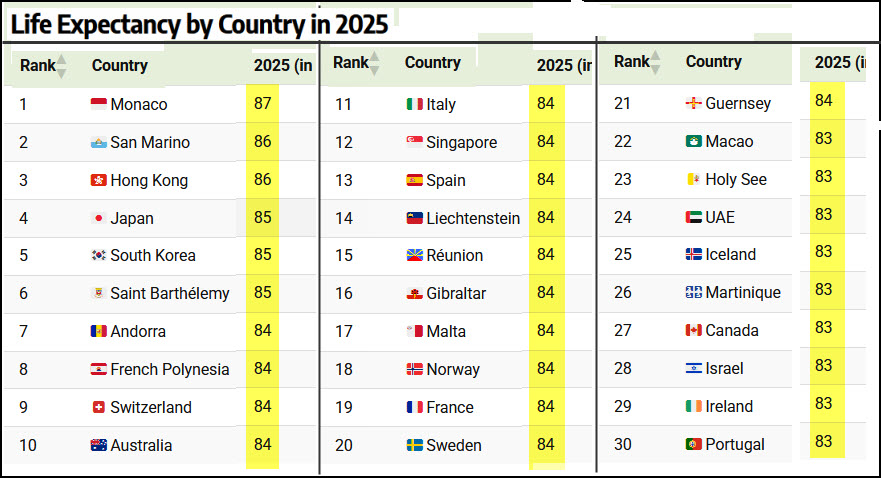 Life Expectancy by Country in 2025
Rank Country 2025 (in
1 Monaco 87
2 San Marino 86
3 Hong Kong 86
4 Japan 85
5 South Korea 85
6 Saint Barthélemy 85
7 Andorra 84
8 French Polynesia 84
9 Switzerland 84
10 Australia 84
Rank Country 2025 (in
11 Italy 84
12 Singapore 84
13 Spain 84
14 Liechtenstein 84
15 Réunion 84
16 Gibraltar 84
17 Malta 84
18 Norway 84
19 France 84
20 Sweden 84
Rank Country 2025 (i
21 Guernsey 84
22 Macao 83
23 Holy See 83
24 UAE 83
25 Iceland 83
26 Martinique 83
27 Canada 83
28 Israel 83
29 Ireland 83
30 Portugal 83